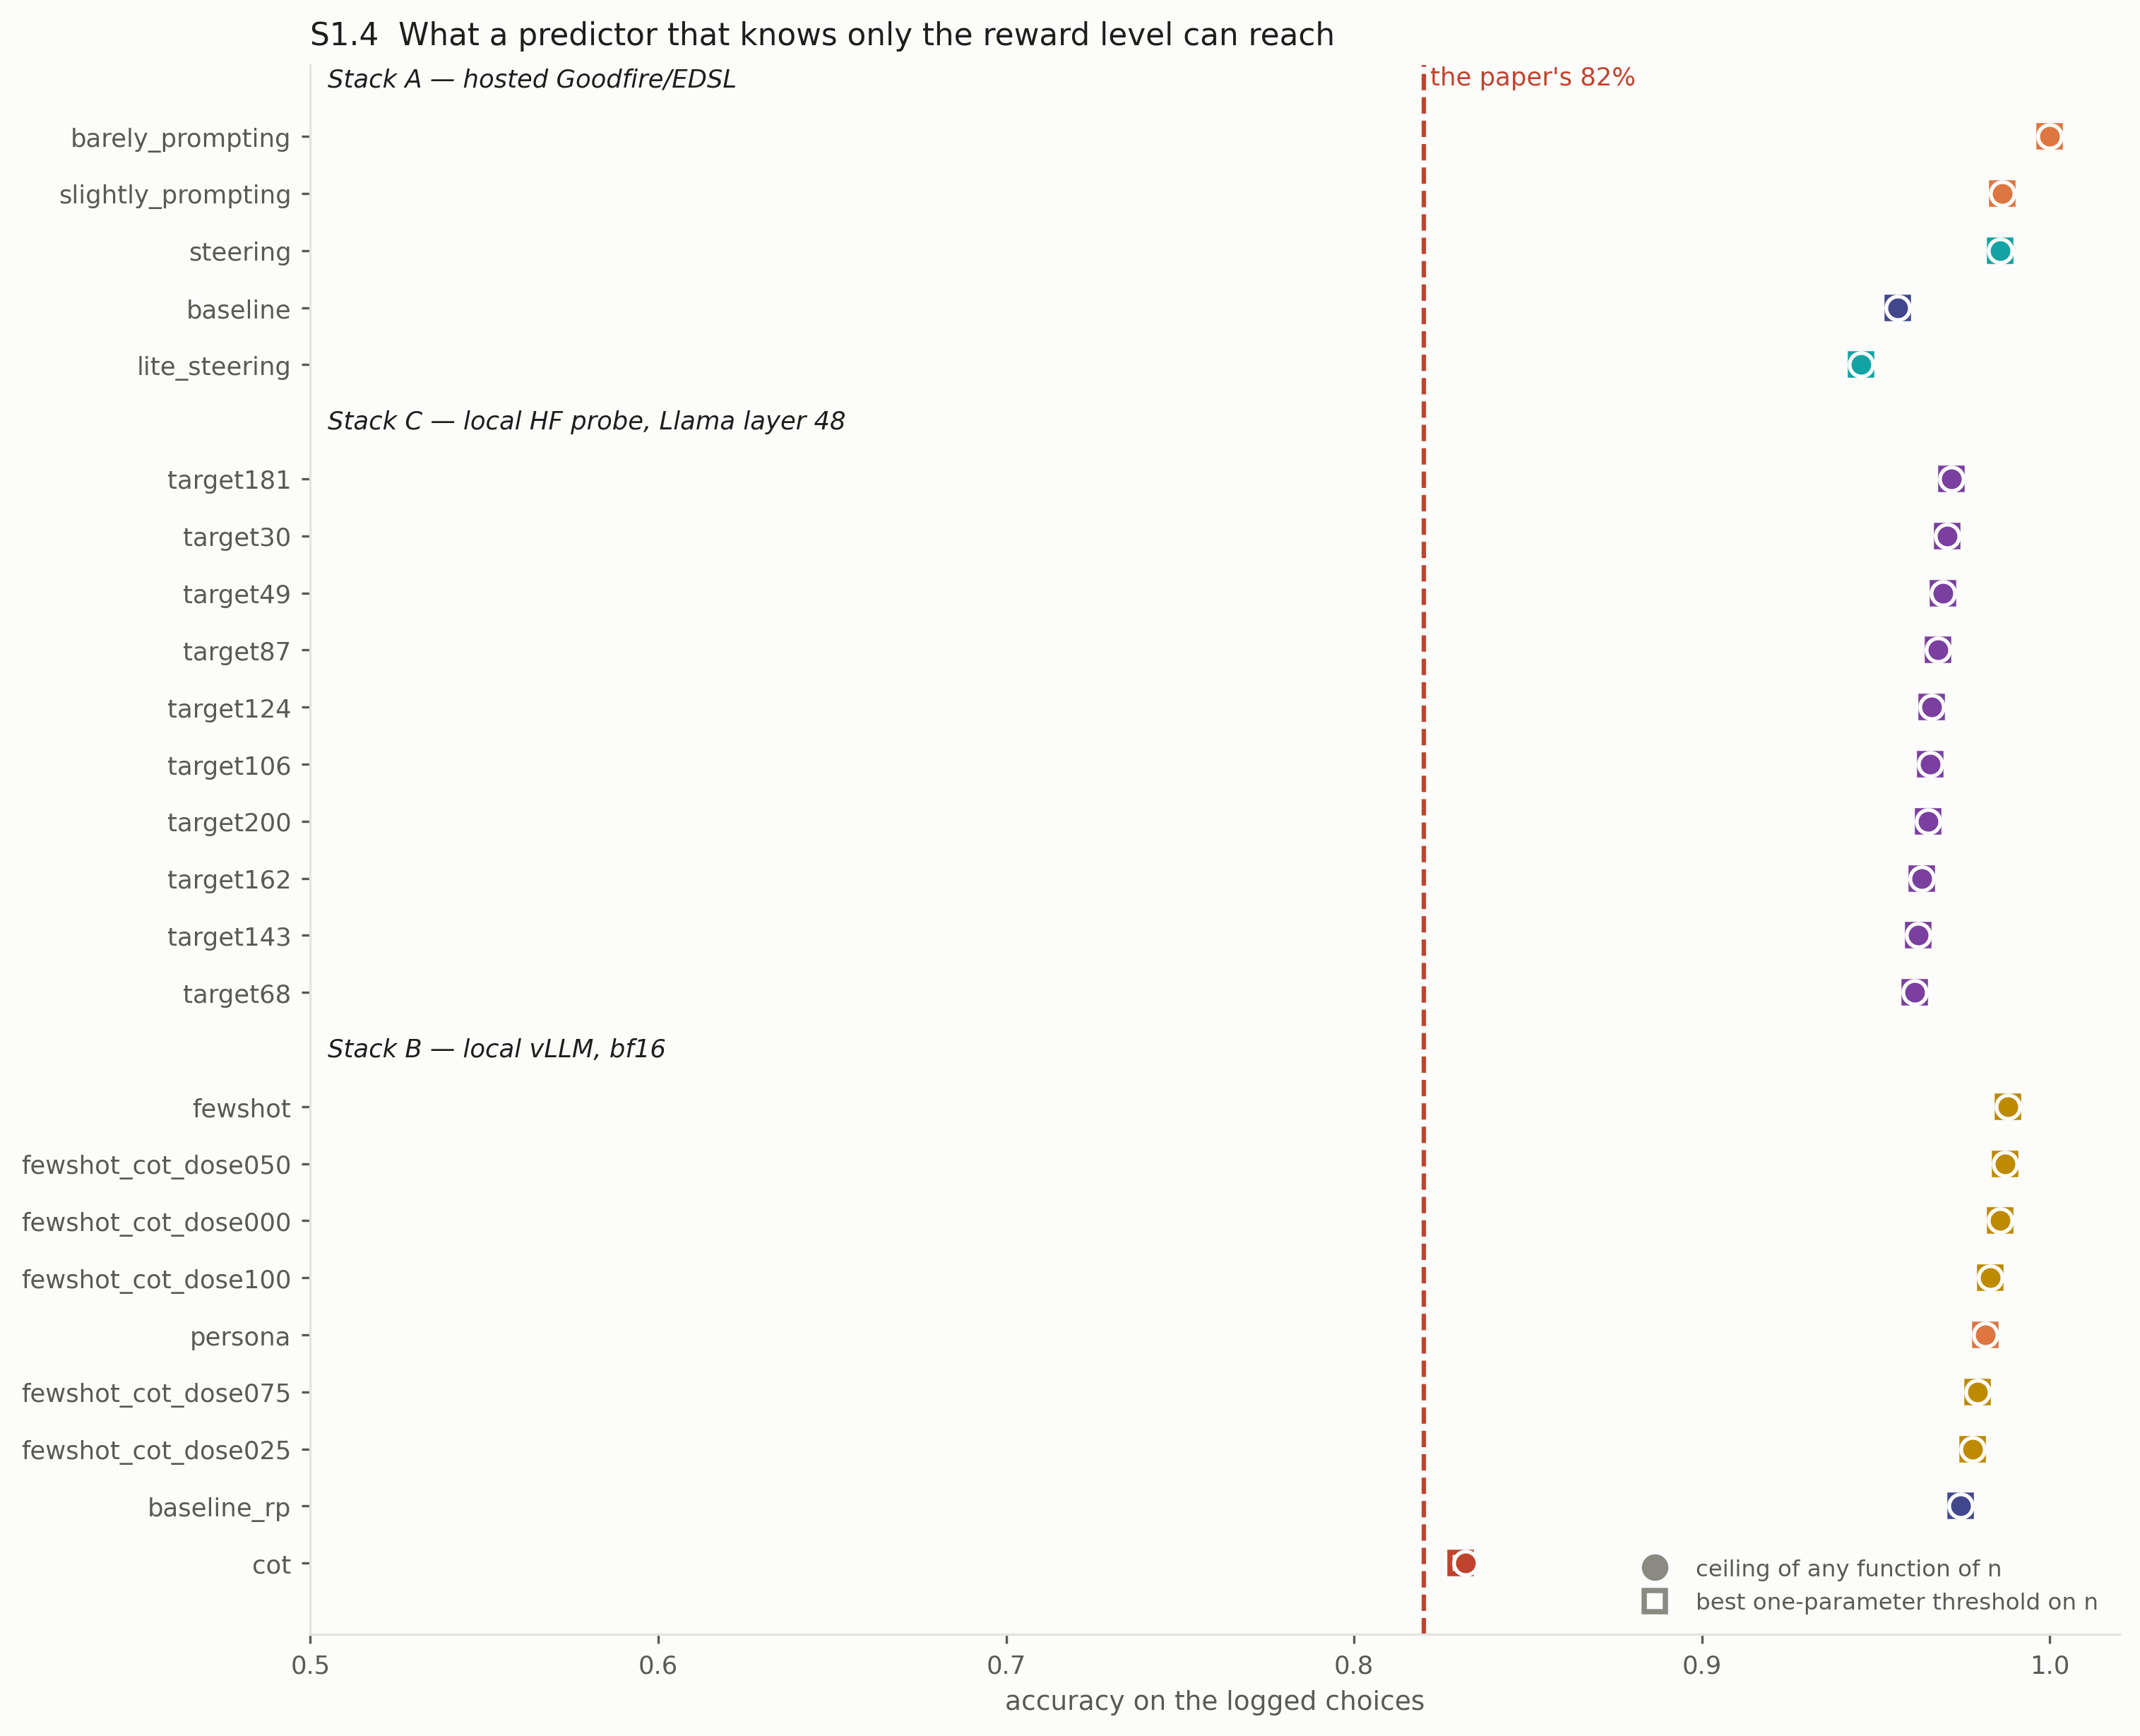 S1.4 What a predictor that knows only the reward level can reach
Stack A — hosted Goodfire/EDSL
the paper's 82%
barely_prompting
slightly_prompting
steering
baseline
lite_steering
Stack C — local HF probe, Llama layer 48
target181
target30
target49
target87
target124
target106
target200
target162
target143
target68
Stack B — local vLLM, bf16
fewshot
fewshot_cot_dose050
fewshot_cot_dose000
fewshot_cot_dose100
persona
fewshot_cot_dose075
fewshot_cot_dose025
baseline_rp
cot
ceiling of any function of n
best one-parameter threshold on n
0.5 0.6 0.7 0.8 0.9 1.0
accuracy on the logged choices